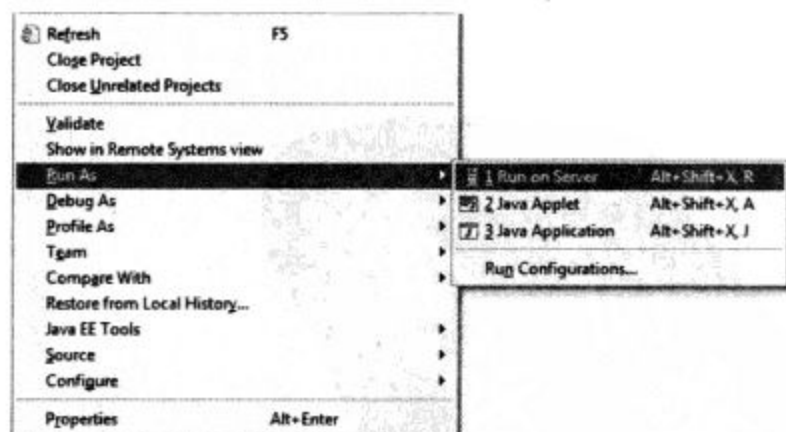 Refresh F5
Close Project
Close Unrelated Projects
Validate
Show in Remote Systems view
Run As
Debug As
Profile As
Team
Compare With
Restore from Local History...
Java EE Tools
Source
Configure
Properties Alt+Enter
1 Run on Server Alt+Shift+X, R
2 Java Applet Alt+Shift+X, A
3 Java Application Alt+Shift+X, J
Run Configurations...